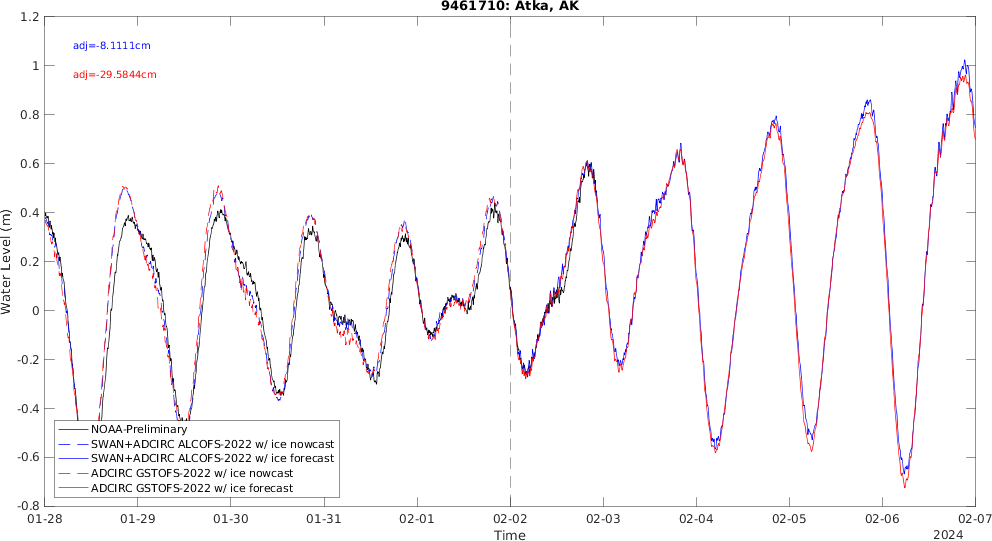 9461710: Atka, AK
1.2
1
0.8
0.6
0.4
0.2
0
-0.2
-0.4
-0.6
-0.8
Water Level (m)
adj=-8.1111cm
adj=-29.5844cm
NOAA-Preliminary
SWAN+ADCIRC ALCOFS-2022 w/ ice nowcast
SWAN+ADCIRC ALCOFS-2022 w/ ice forecast
ADCIRC GSTOFS-2022 w/ ice nowcast
ADCIRC GSTOFS-2022 w/ ice forecast
01-28 01-29 01-30 01-31 02-01 02-02 02-03 02-04 02-05 02-06 02-07
Time
2024